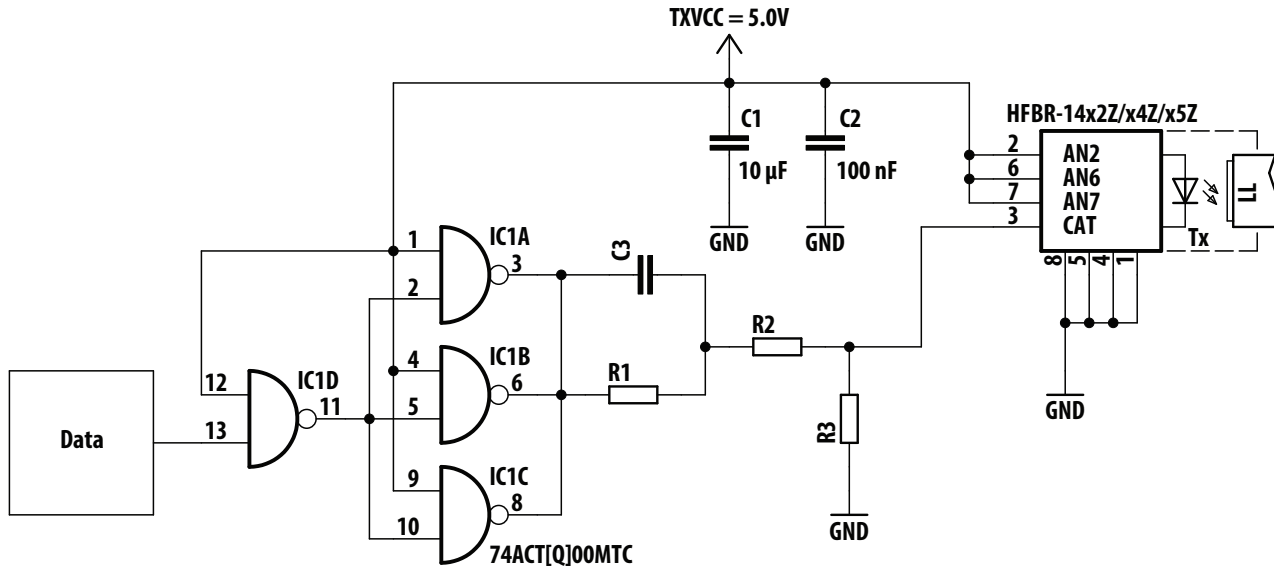 TXVCC = 5.0V
HFBR-14x2Z/x4Z/x5Z
C1
10 µF
C2
100 nF
2
6
7
3
AN2
AN6
AN7
CAT
LL
Tx
8
5
4
1
GND
GND
GND
IC1A
1
2
3
C3
R2
IC1B
4
5
6
R1
R3
GND
Data
IC1D
12
13
11
IC1C
9
10
8
74ACT[Q]00MTC